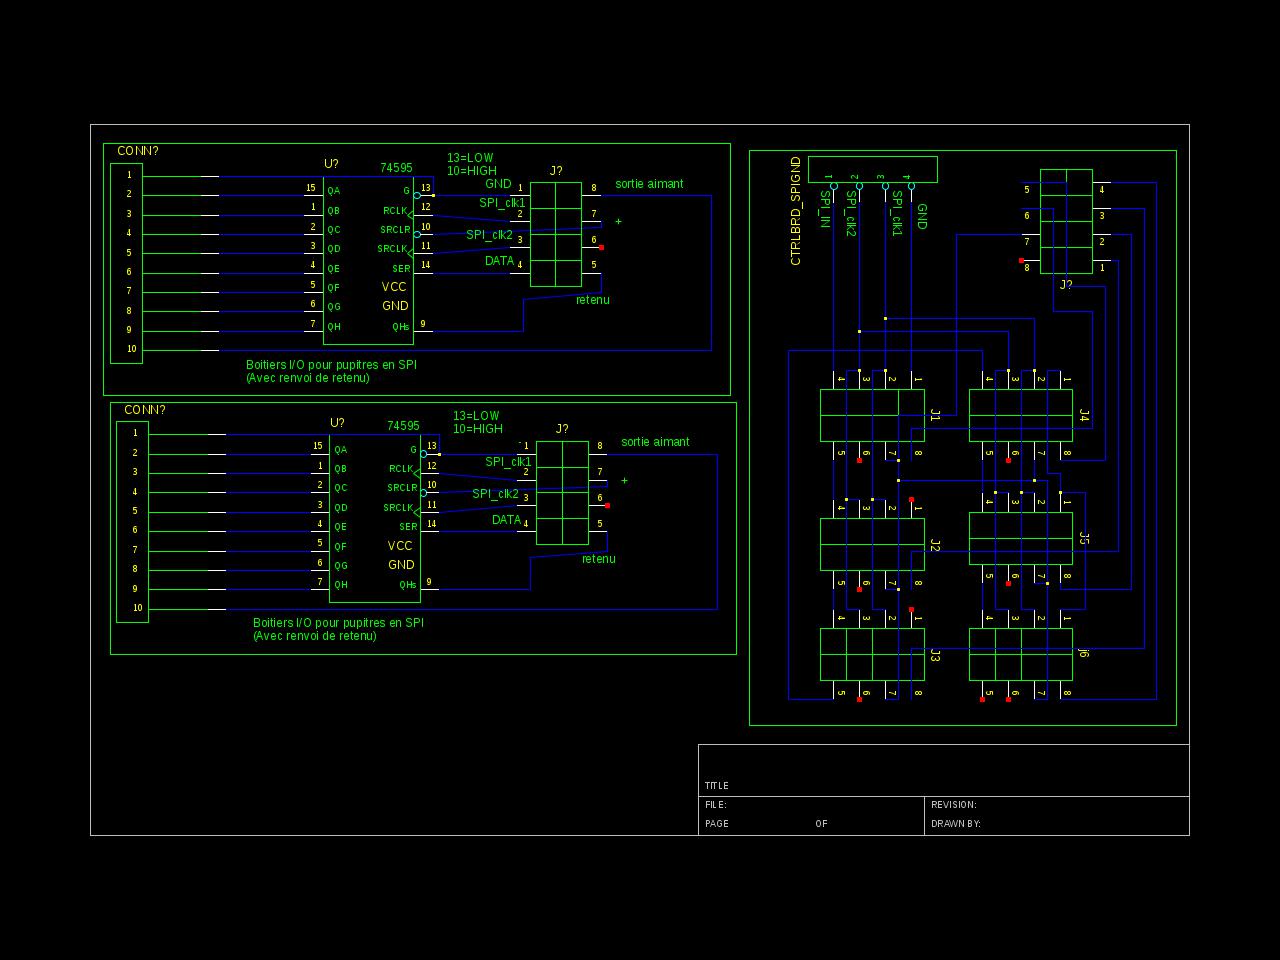 CONN?
1
2
3
4
5
6
7
8
9
10
U?
74595
15 QA
1 QB
2 QC
3 QD
4 QE
5 QF
6 QG
7 QH
G 13
RCLK 12
SRCLR 10
SRCLK 11
SER 14
VCC
GND
QHs 9
13=LOW
10=HIGH
GND
SPI_clk1
SPI_clk2
DATA
J?
1 8
2 7
3 6
4 5
sortie aimant
+
retenu
Boitiers I/O pour pupitres en SPI
(Avec renvoi de retenu)
CONN?
1
2
3
4
5
6
7
8
9
10
U?
74595
15 QA
1 QB
2 QC
3 QD
4 QE
5 QF
6 QG
7 QH
G 13
RCLK 12
SRCLR 10
SRCLK 11
SER 14
VCC
GND
QHs 9
13=LOW
10=HIGH
SPI_clk1
SPI_clk2
DATA
J?
1 8
2 7
3 6
4 5
sortie aimant
+
retenu
Boitiers I/O pour pupitres en SPI
(Avec renvoi de retenu)
CTRLBRD_SPIGND
1 2 3 4
SPI_IN
SPI_clk2
SPI_clk1
GND
5 4
6 3
7 2
8 1
J?
4 3 2 1
J1
5 6 7 8
4 3 2 1
J4
5 6 7 8
4 3 2 1
J2
5 6 7 8
4 3 2 1
J5
5 6 7 8
4 3 2 1
J3
5 6 7 8
4 3 2 1
j6
5 6 7 8
TITLE
FILE:
REVISION:
PAGE OF
DRAWN BY: